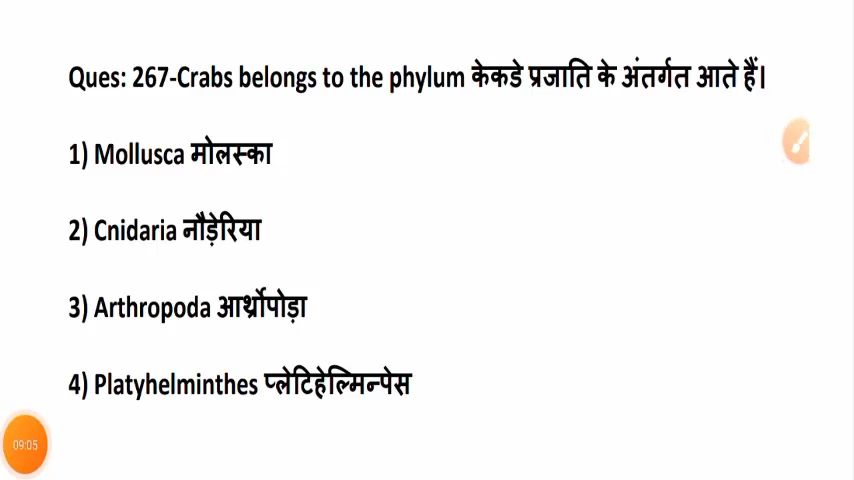 Ques: 267-Crabs belongs to the phylum केकडे प्रजाति के अंतर्गत आते हैं।
1) Mollusca मोलस्का
2) Cnidaria नौड़ेरिया
3) Arthropoda आर्थ्रोपोड़ा
4) Platyhelminthes प्लेटिहेल्मिन्पेस
09:05